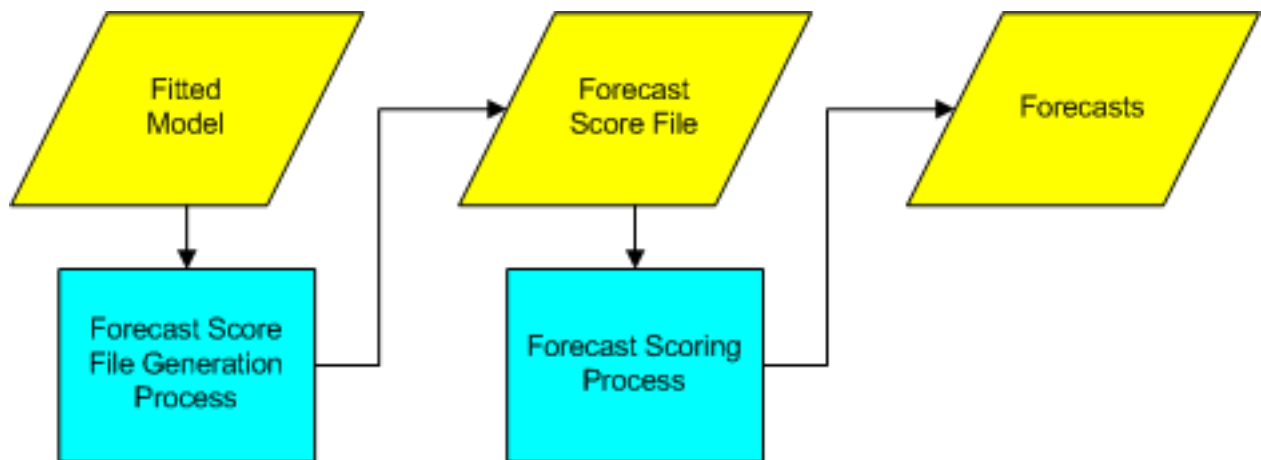 Fitted
Model
Forecast
Score File
Forecasts
Forecast Score
File Generation
Process
Forecast Scoring
Process